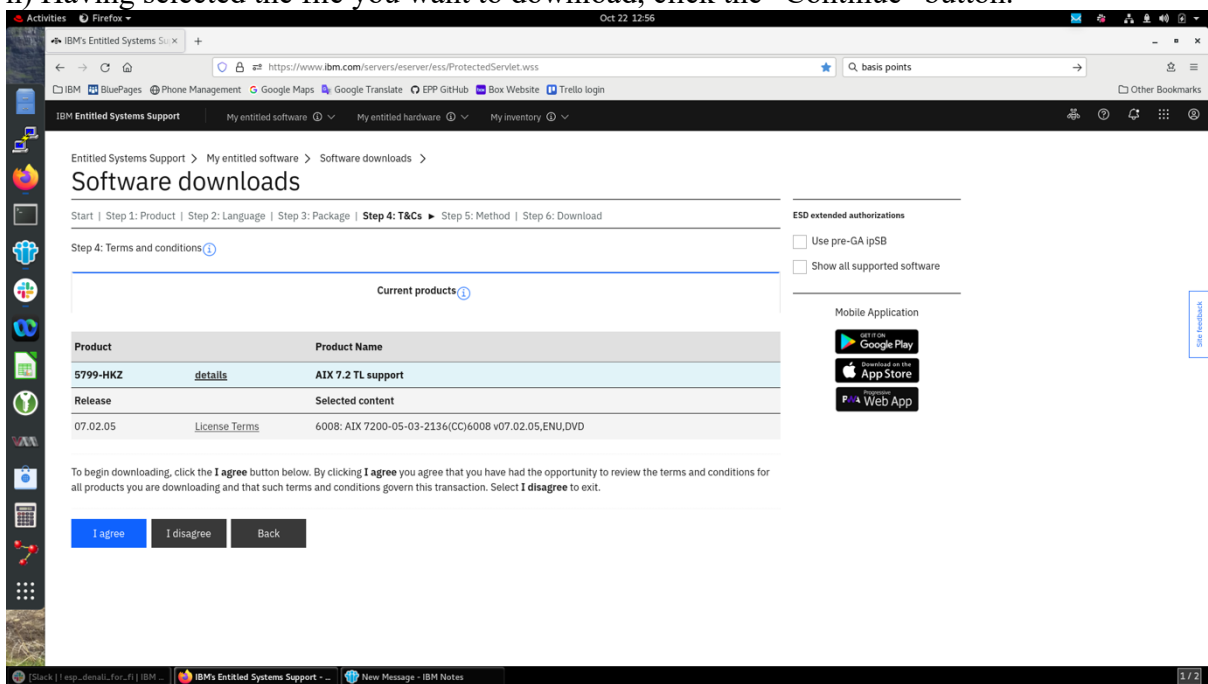 n) Having selected the file you want to download, click the "Continue" button.
Activities Firefox Oct 22 12:56
IBM's Entitled Systems Su × +
https://www.ibm.com/servers/eserver/ess/ProtectedServlet.wss basis points
IBM BluePages Phone Management Google Maps Google Translate EPP GitHub Box Website Trello login Other Bookmarks
IBM Entitled Systems Support My entitled software My entitled hardware My inventory
Entitled Systems Support > My entitled software > Software downloads >
Software downloads
Start | Step 1: Product | Step 2: Language | Step 3: Package | Step 4: T&Cs ► Step 5: Method | Step 6: Download
Step 4: Terms and conditions
Current products
Product Product Name
5799-HKZ details AIX 7.2 TL support
Release Selected content
07.02.05 License Terms 6008: AIX 7200-05-03-2136(CC)6008 v07.02.05,ENU,DVD
To begin downloading, click the I agree button below. By clicking I agree you agree that you have had the opportunity to review the terms and conditions for
all products you are downloading and that such terms and conditions govern this transaction. Select I disagree to exit.
I agree I disagree Back
ESD extended authorizations
Use pre-GA ipSB
Show all supported software
Mobile Application
GET IT ON
Google Play
Download on the
App Store
Progressive
PWA Web App
Site feedback
[Slack | ! esp_denali_for_fi | IBM ... IBM's Entitled Systems Support - ... New Message - IBM Notes 1 / 2